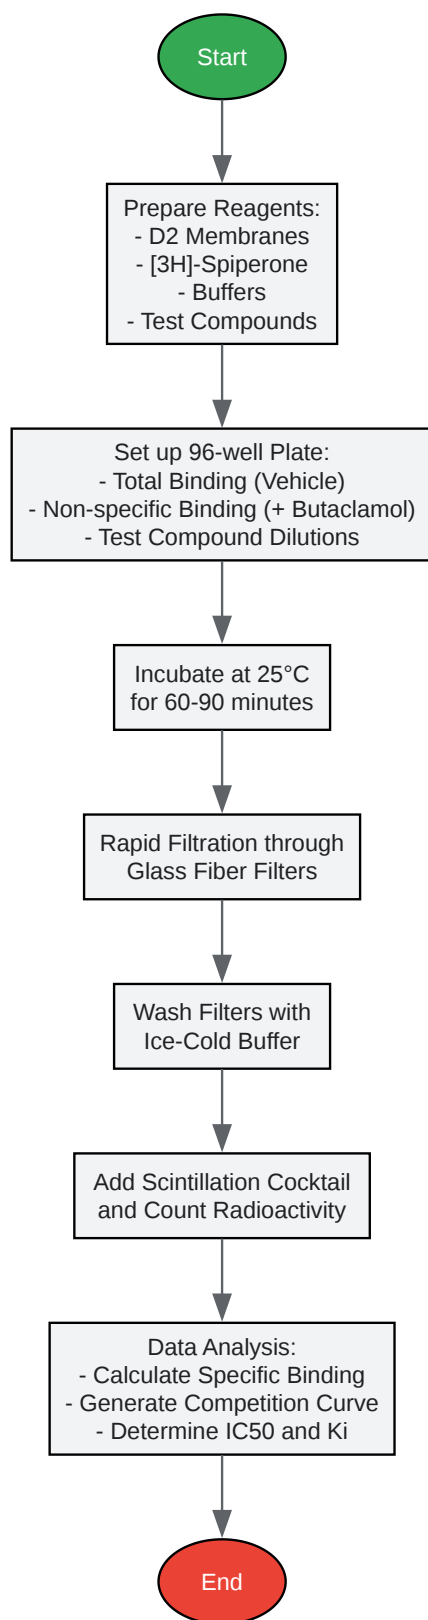 Start
Prepare Reagents:
- D2 Membranes
- [3H]-Spiperone
- Buffers
- Test Compounds
Set up 96-well Plate:
- Total Binding (Vehicle)
- Non-specific Binding (+ Butaclamol)
- Test Compound Dilutions
Incubate at 25°C
for 60-90 minutes
Rapid Filtration through
Glass Fiber Filters
Wash Filters with
Ice-Cold Buffer
Add Scintillation Cocktail
and Count Radioactivity
Data Analysis:
- Calculate Specific Binding
- Generate Competition Curve
- Determine IC50 and Ki
End